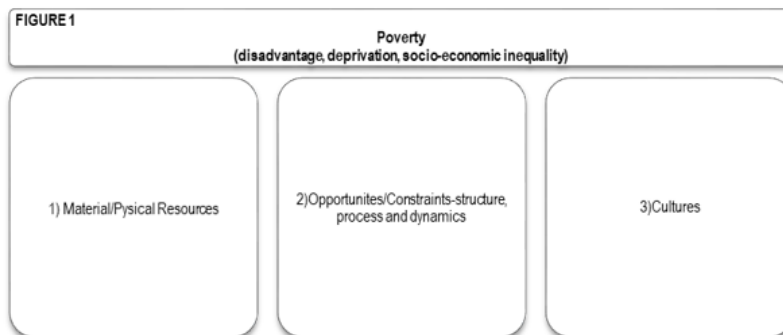 FIGURE 1
Poverty
(disadvantage, deprivation, socio-economic inequality)
1) Material/Pysical Resources
2)Opportunites/Constraints-structure,
process and dynamics
3)Cultures